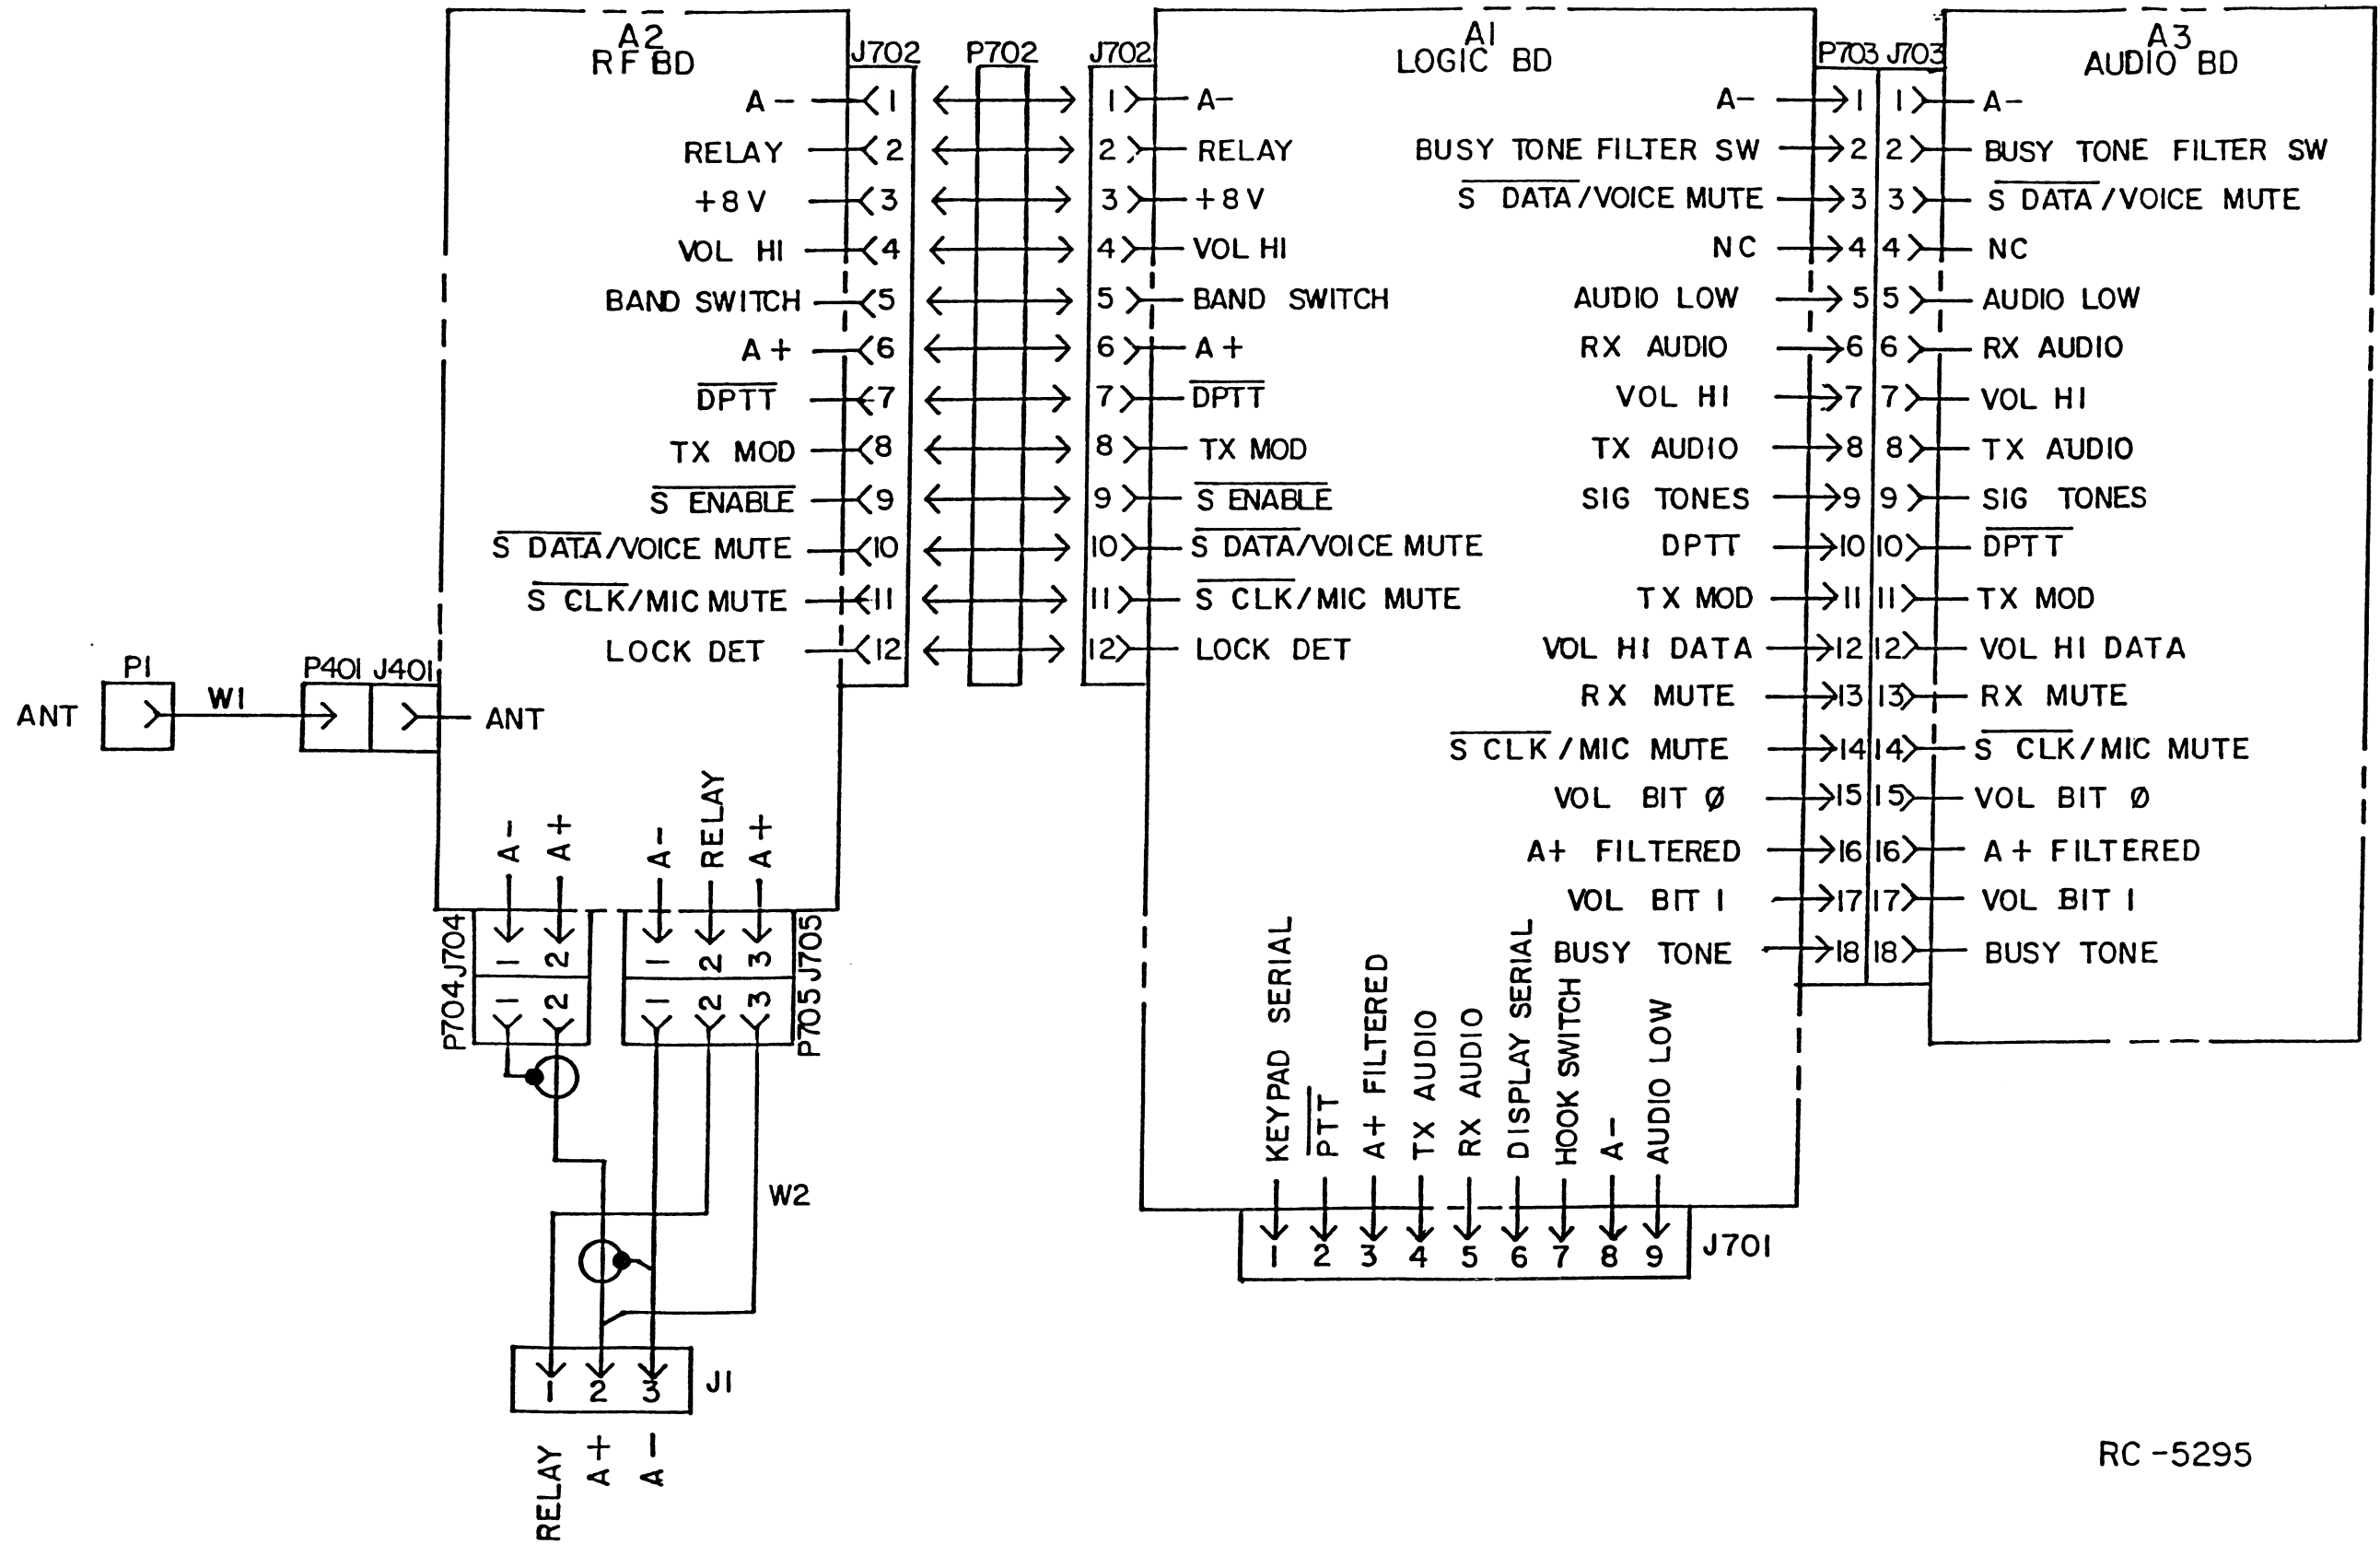 A2
RF BD
J702
P702
J702
A1
LOGIC BD
P703 J703
A3
AUDIO BD
A- 1 1 A-
RELAY 2 2 RELAY
+8V 3 3 +8V
VOL HI 4 4 VOL HI
BAND SWITCH 5 5 BAND SWITCH
A+ 6 6 A+
DPTT 7 7 DPTT
TX MOD 8 8 TX MOD
S ENABLE 9 9 S ENABLE
S DATA/VOICE MUTE 10 10 S DATA/VOICE MUTE
S CLK/MIC MUTE 11 11 S CLK/MIC MUTE
LOCK DET 12 12 LOCK DET
A- 1 1 A-
BUSY TONE FILTER SW 2 2 BUSY TONE FILTER SW
S DATA/VOICE MUTE 3 3 S DATA/VOICE MUTE
NC 4 4 NC
AUDIO LOW 5 5 AUDIO LOW
RX AUDIO 6 6 RX AUDIO
VOL HI 7 7 VOL HI
TX AUDIO 8 8 TX AUDIO
SIG TONES 9 9 SIG TONES
DPTT 10 10 DPTT
TX MOD 11 11 TX MOD
VOL HI DATA 12 12 VOL HI DATA
RX MUTE 13 13 RX MUTE
S CLK/MIC MUTE 14 14 S CLK/MIC MUTE
VOL BIT Ø 15 15 VOL BIT Ø
A+ FILTERED 16 16 A+ FILTERED
VOL BIT 1 17 17 VOL BIT 1
BUSY TONE 18 18 BUSY TONE
P1
W1
P401 J401
ANT
ANT
A-
A+
A-
RELAY
A+
P704 J704
1 2
1 2
1 2 3
1 2 3
P705 J705
W2
1 2 3
J1
RELAY
A+
A-
KEYPAD SERIAL
PTT
A+ FILTERED
TX AUDIO
RX AUDIO
DISPLAY SERIAL
HOOK SWITCH
A-
AUDIO LOW
1 2 3 4 5 6 7 8 9
J701
RC-5295